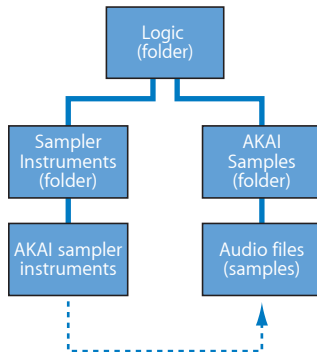 Logic
(folder)
Sampler
Instruments
(folder)
AKAI
Samples
(folder)
AKAI sampler
instruments
Audio files
(samples)